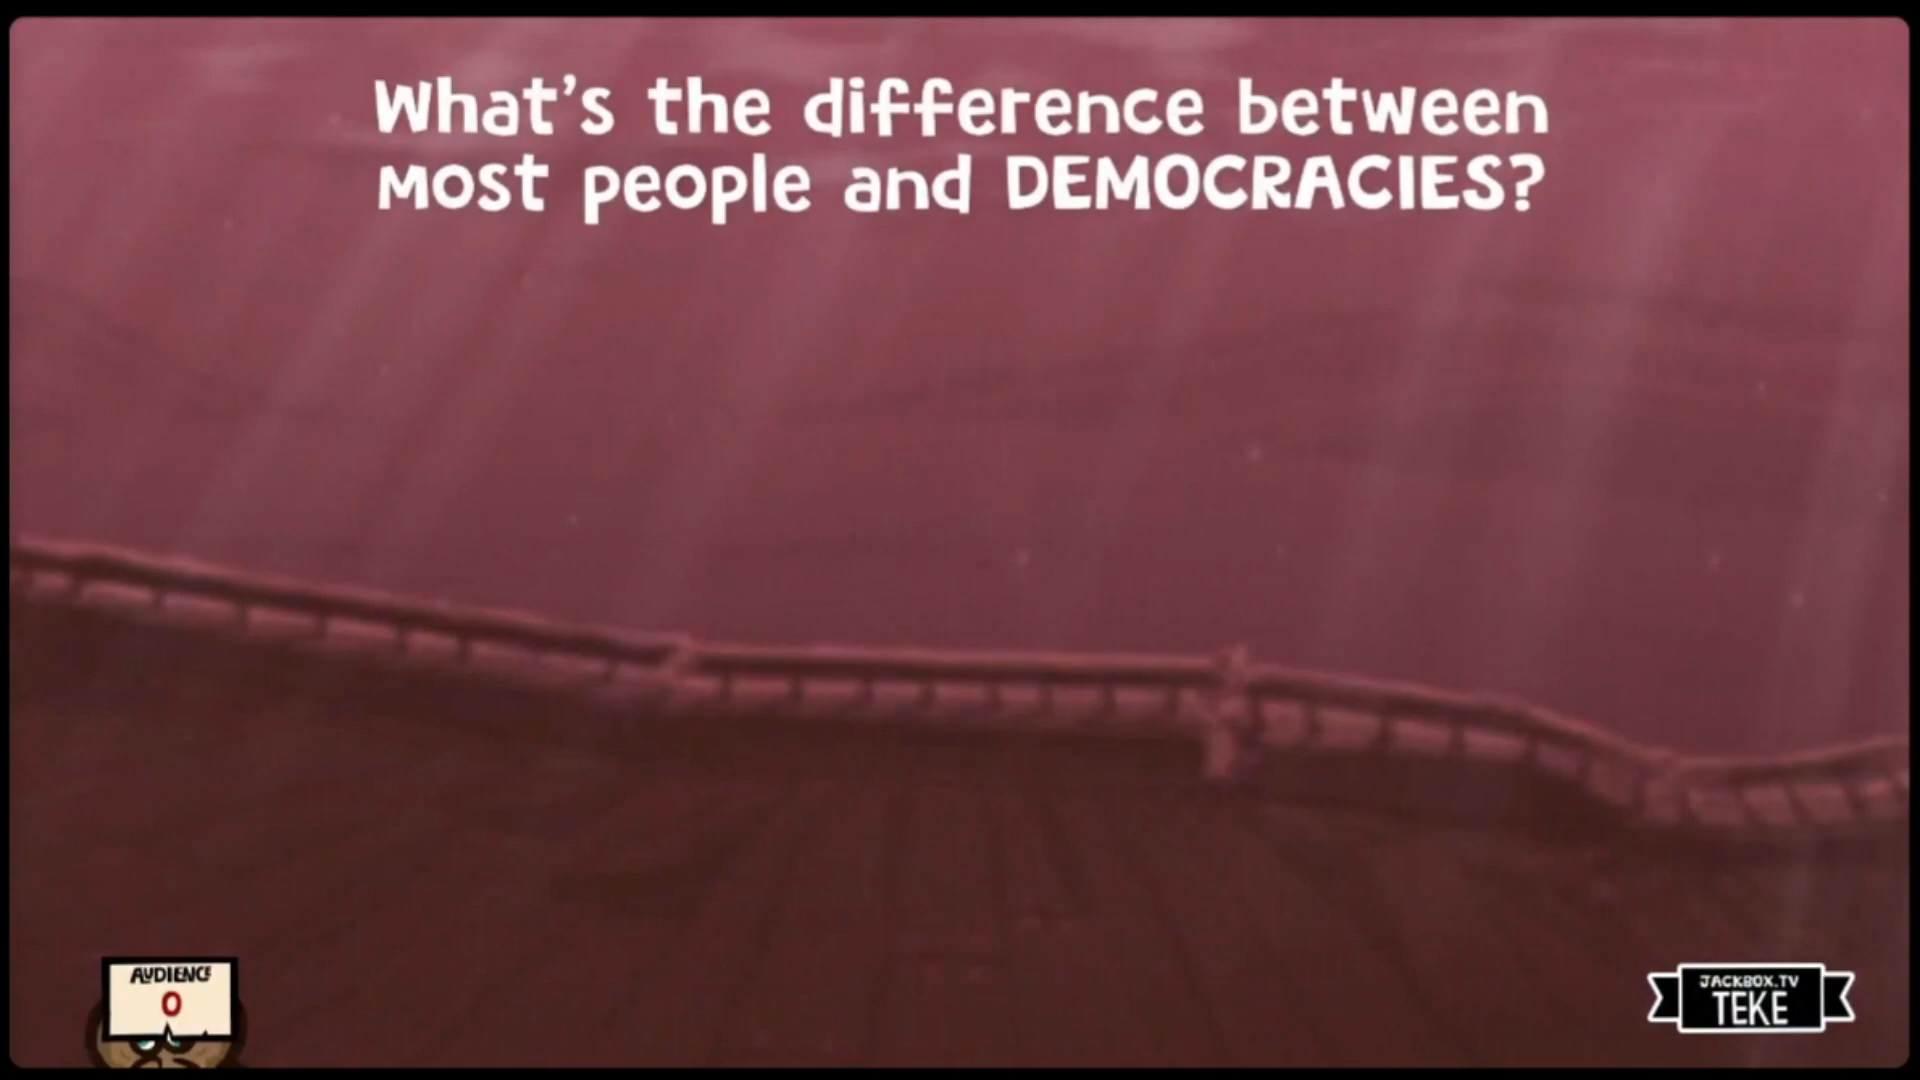 What's the difference between
most people and DEMOCRACIES?
AUDIENCE
0
JACKBOX.TV
TEKE